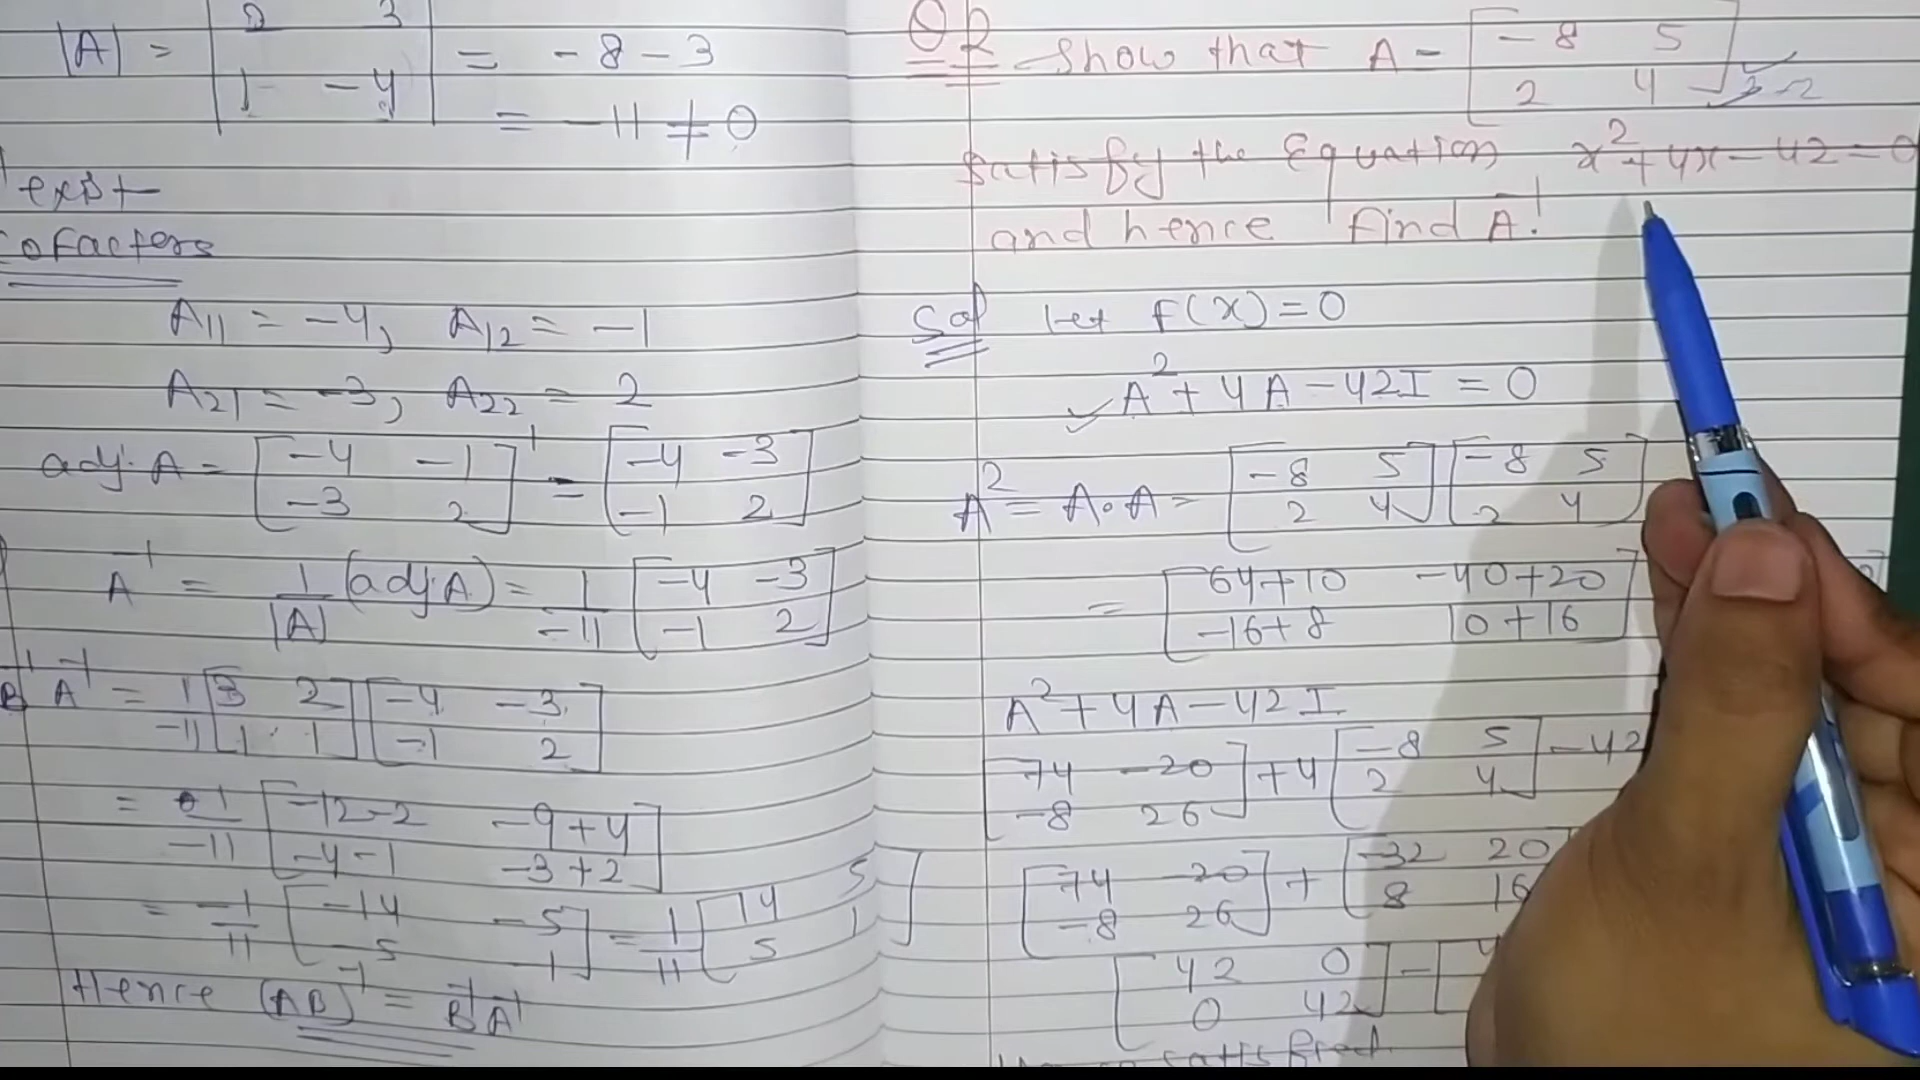 |A| = | 2 3 | = -8-3
| 1 -4 |
= -11 ≠ 0
exist
cofactors
A11 = -4, A12 = -1
A21 = -3, A22 = 2
adj.A = [ -4 -1 ]' = [ -4 -3 ]
[ -3 2 ] [ -1 2 ]
A⁻¹ = 1/|A| (adj.A) = 1/-11 [ -4 -3 ]
[ -1 2 ]
B⁻¹ A⁻¹ = 1/-11 [ 3 2 ] [ -4 -3 ]
[ 1 1 ] [ -1 2 ]
= 1/-11 [ -12-2 -9+4 ]
[ -4-1 -3+2 ]
= -1/11 [ -14 -5 ] = 1/11 [ 14 5 ]
[ -5 -1 ] [ 5 1 ]
Hence (AB)⁻¹ = B⁻¹A⁻¹
Q2 Show that A = [ -8 5 ]
[ 2 4 ] 2×2
satisfy the Equation x² + 4x - 42 = 0
and hence find A⁻¹.
Sol let f(x) = 0
A² + 4A - 42I = 0
A² = A.A = [ -8 5 ] [ -8 5 ]
[ 2 4 ] [ 2 4 ]
= [ 64+10 -40+20 ]
[ -16+8 10+16 ]
A² + 4A - 42I
[ 74 -20 ] + 4 [ -8 5 ] - 42
[ -8 26 ] [ 2 4 ]
[ 74 -20 ] + [ -32 20
[ -8 26 ] [ 8 16
[ 42 0 ] - [
[ 0 42 ]
satisfied.